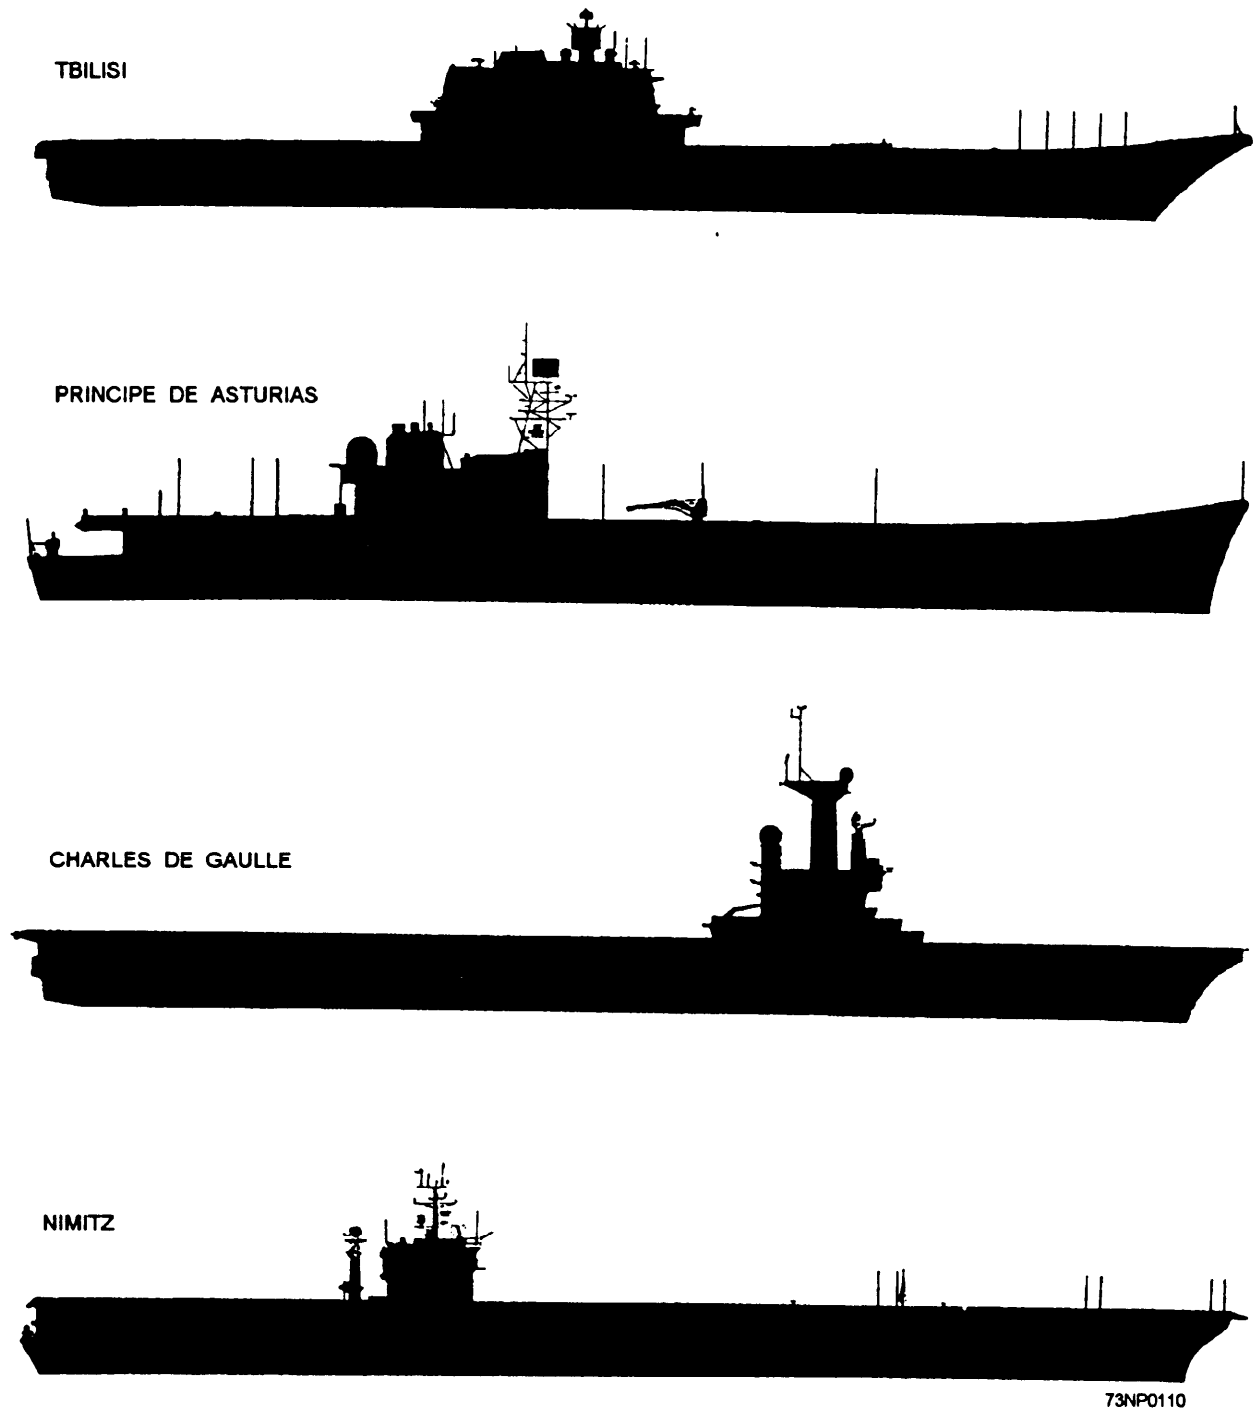 TBILISI
PRINCIPE DE ASTURIAS
CHARLES DE GAULLE
NIMITZ
73NP0110